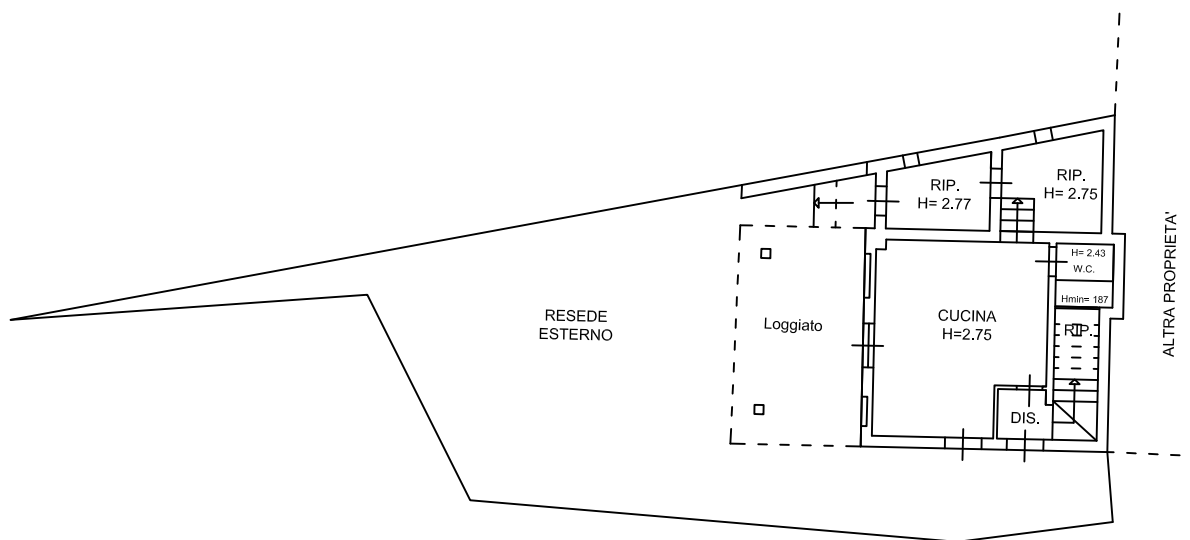 RIP.
H= 2.75
RIP.
H= 2.77
H= 2.43
W.C.
Hmin= 187
RIP.
RESEDE
ESTERNO
Loggiato
CUCINA
H=2.75
DIS.
ALTRA PROPRIETA'